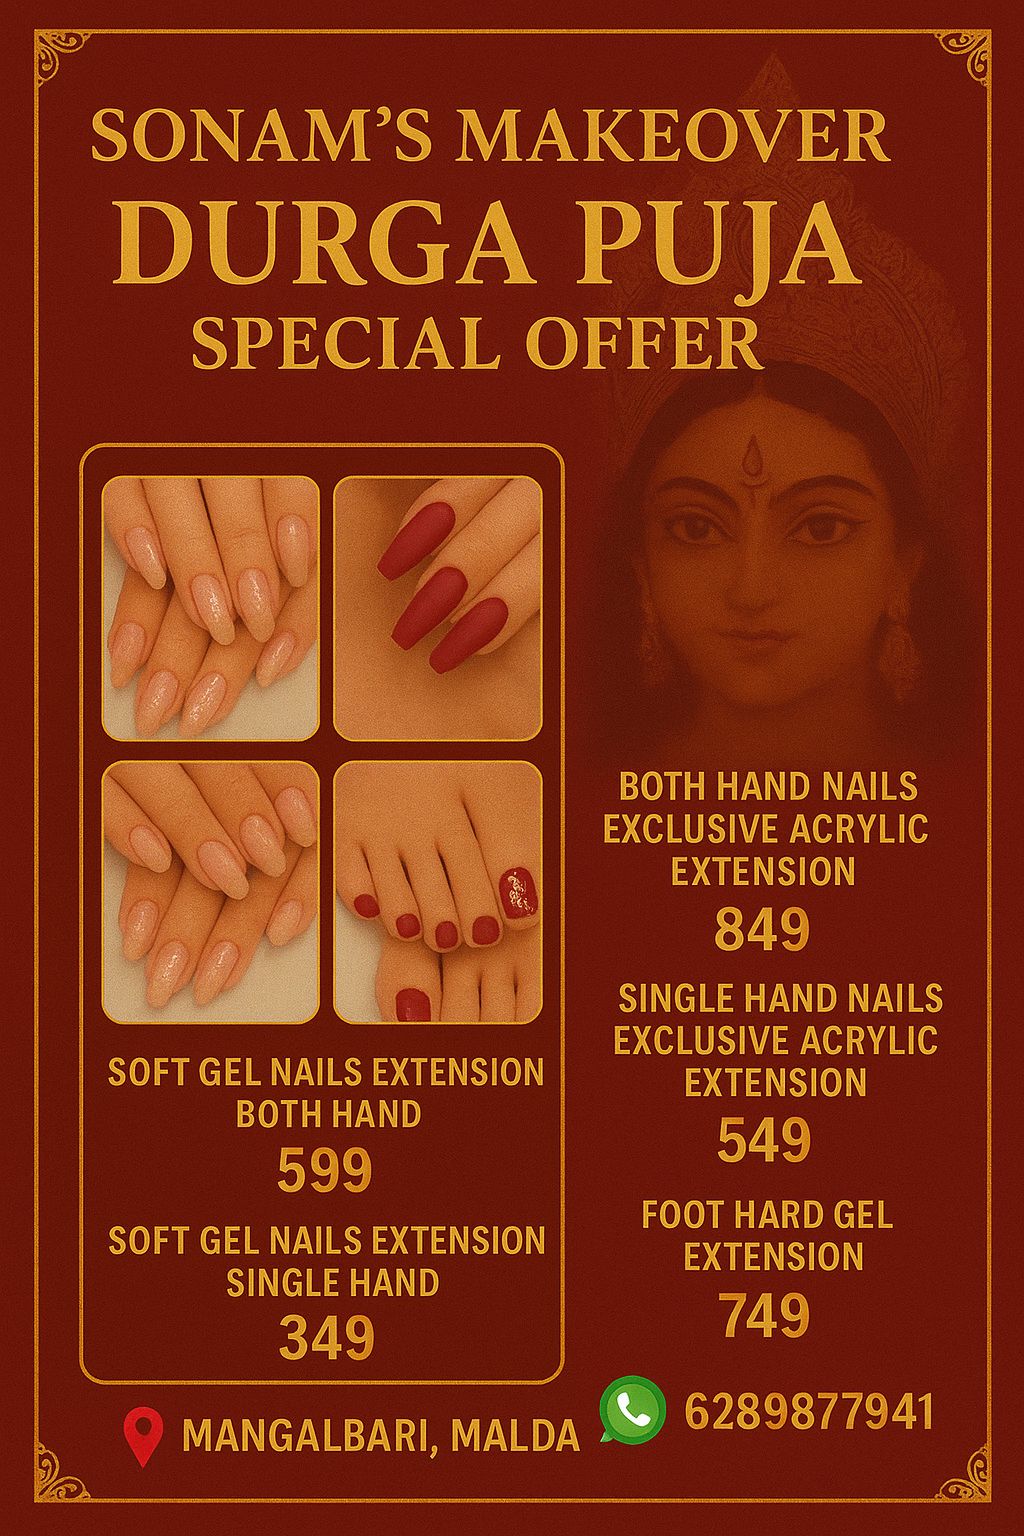 SONAM'S MAKEOVER
DURGA PUJA
SPECIAL OFFER
SOFT GEL NAILS EXTENSION
BOTH HAND
599
SOFT GEL NAILS EXTENSION
SINGLE HAND
349
BOTH HAND NAILS
EXCLUSIVE ACRYLIC
EXTENSION
849
SINGLE HAND NAILS
EXCLUSIVE ACRYLIC
EXTENSION
549
FOOT HARD GEL
EXTENSION
749
MANGALBARI, MALDA
6289877941